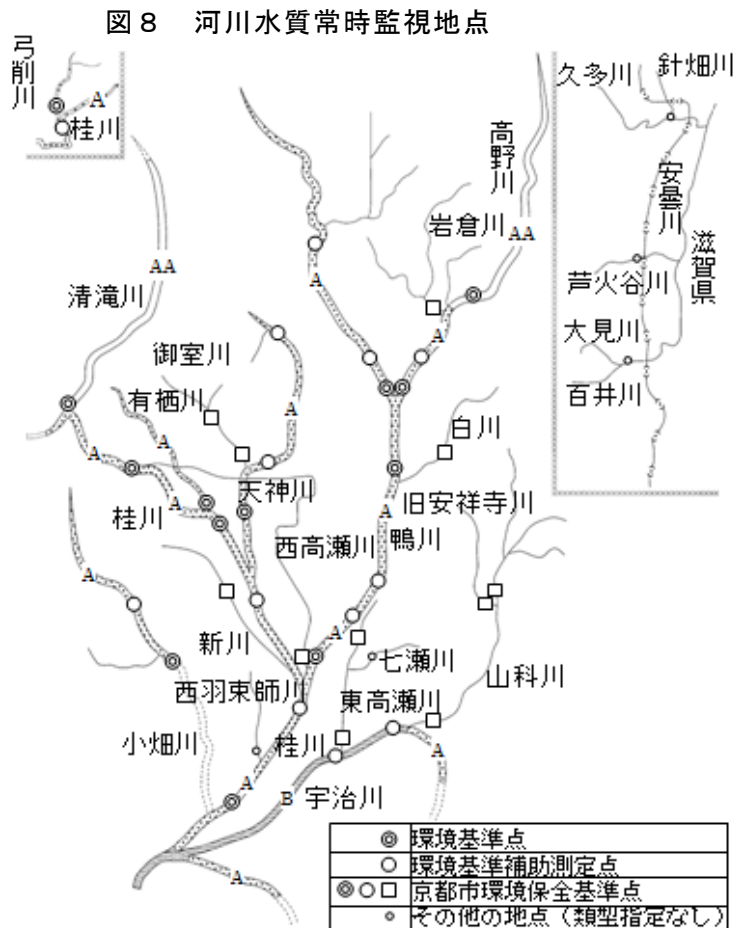 図８ 河川水質常時監視地点
弓削川
A
桂川
久多川
針畑川
安曇川
滋賀県
芦火谷川
大見川
百井川
高野川
岩倉川
AA
A
A
AA
清滝川
御室川
有栖川
A
A
A
A
天神川
桂川
白川
旧安祥寺川
A
鴨川
西高瀬川
A
新川
A
七瀬川
山科川
西羽束師川
東高瀬川
小畑川
桂川
A
A
B
宇治川
A
◎ 環境基準点
○ 環境基準補助測定点
◎○□ 京都市環境保全基準点
○ その他の地点（類型指定なし）